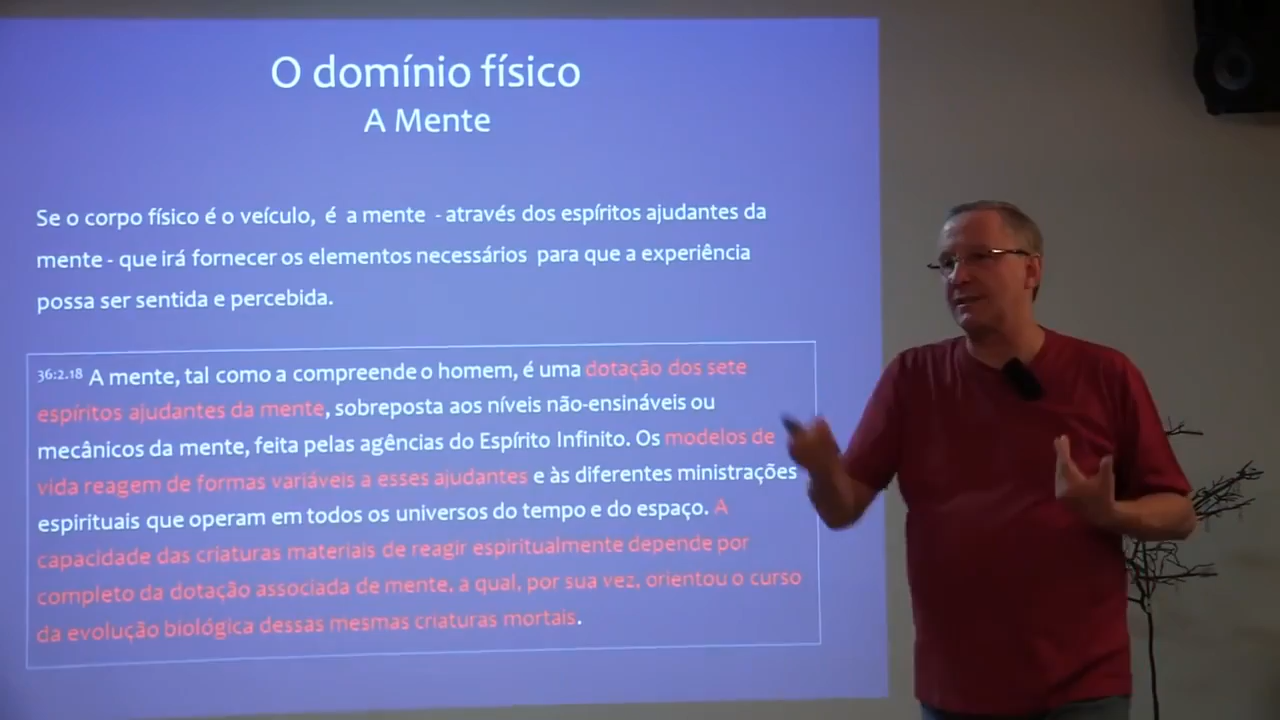 O domínio físico
A Mente
Se o corpo físico é o veículo, é a mente - através dos espíritos ajudantes da
mente - que irá fornecer os elementos necessários para que a experiência
possa ser sentida e percebida.
36:2.18 A mente, tal como a compreende o homem, é uma dotação dos sete
espíritos ajudantes da mente, sobreposta aos níveis não-ensináveis ou
mecânicos da mente, feita pelas agências do Espírito Infinito. Os modelos de
vida reagem de formas variáveis a esses ajudantes e às diferentes ministrações
espirituais que operam em todos os universos do tempo e do espaço. A
capacidade das criaturas materiais de reagir espiritualmente depende por
completo da dotação associada de mente, a qual, por sua vez, orientou o curso
da evolução biológica dessas mesmas criaturas mortais.